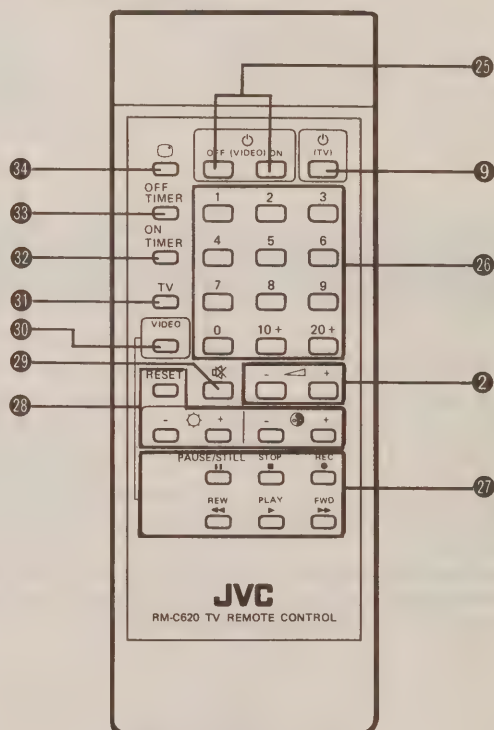 25
OFF (VIDEO) ON
(TV)
34
9
OFF
TIMER
1 2 3
33
ON
TIMER
4 5 6
32
26
TV
7 8 9
31
VIDEO
0 10 + 20 +
30
29
RESET
- +
2
28
- + - +
PAUSE/STILL STOP REC
27
REW PLAY FWD
JVC
RM-C620 TV REMOTE CONTROL